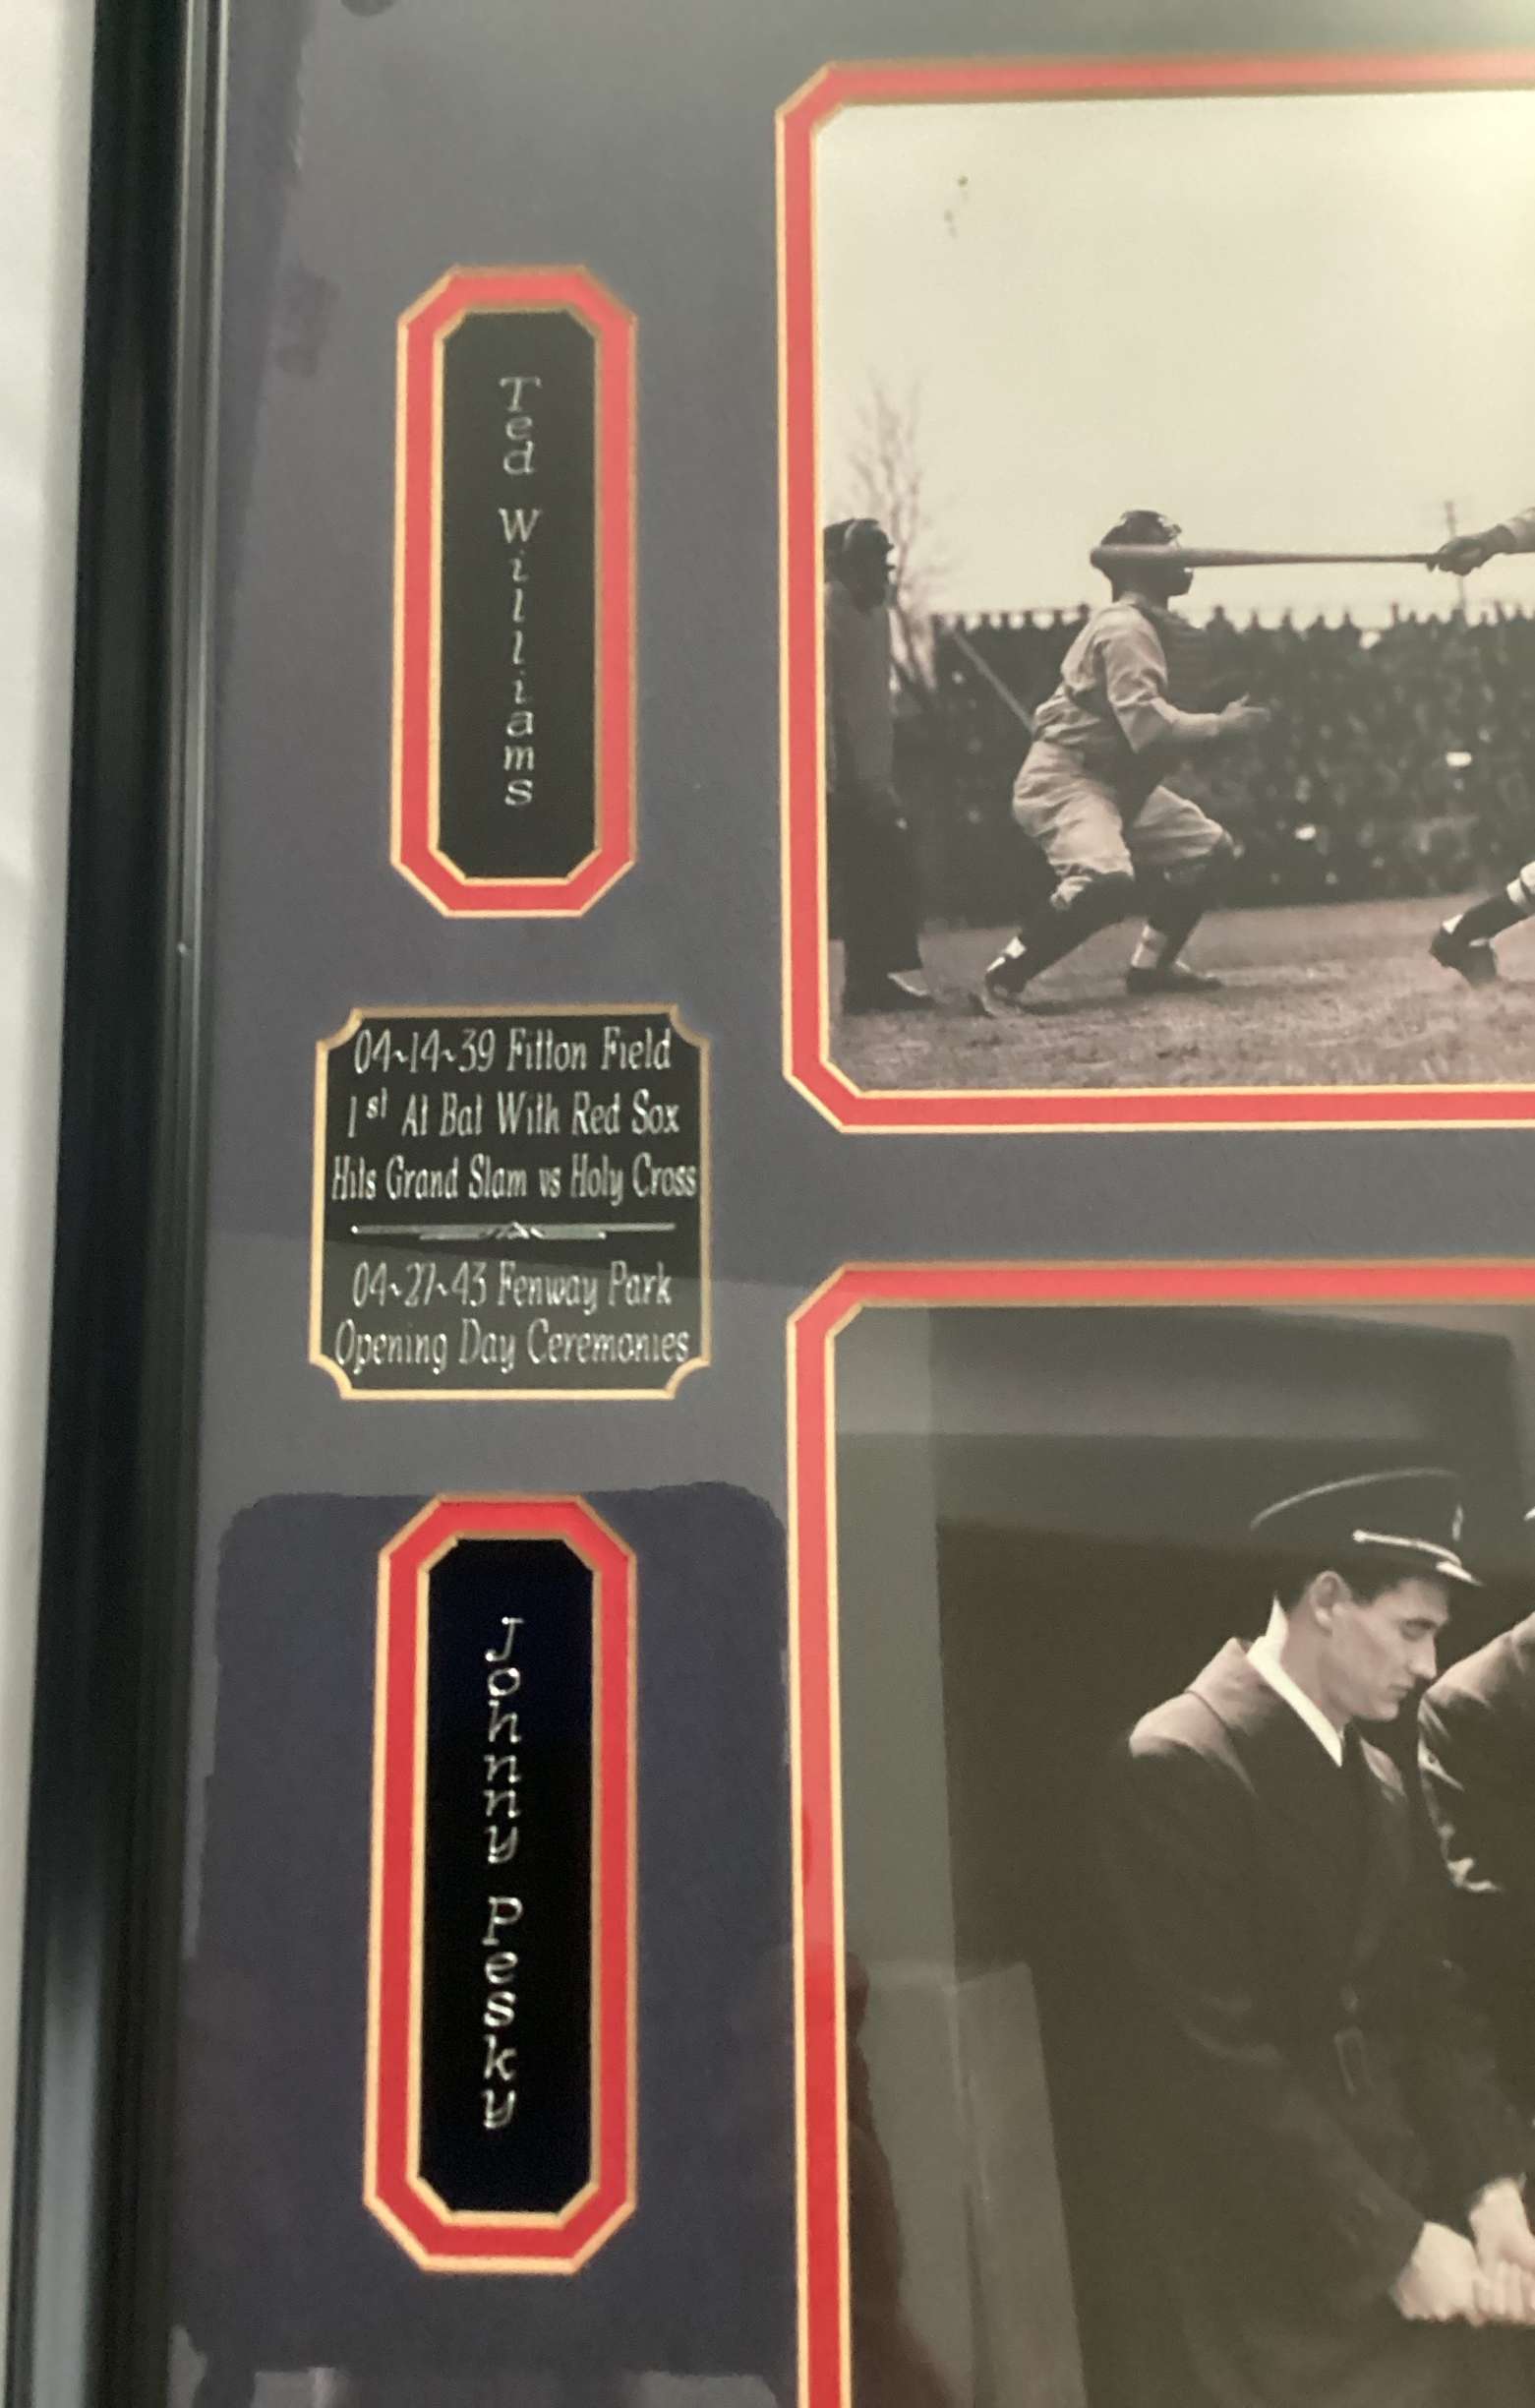 Ted Williams
04~14~39 Fitton Field
1st At Bat With Red Sox
Hits Grand Slam vs Holy Cross
04~27~43 Fenway Park
Opening Day Ceremonies
Johnny Pesky